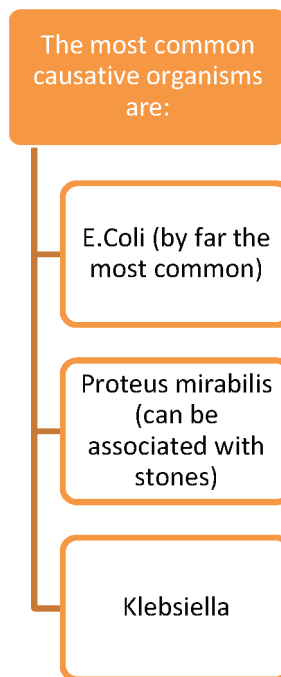 The most common
causative organisms
are:
E.Coli (by far the
most common)
Proteus mirabilis
(can be
associated with
stones)
Klebsiella